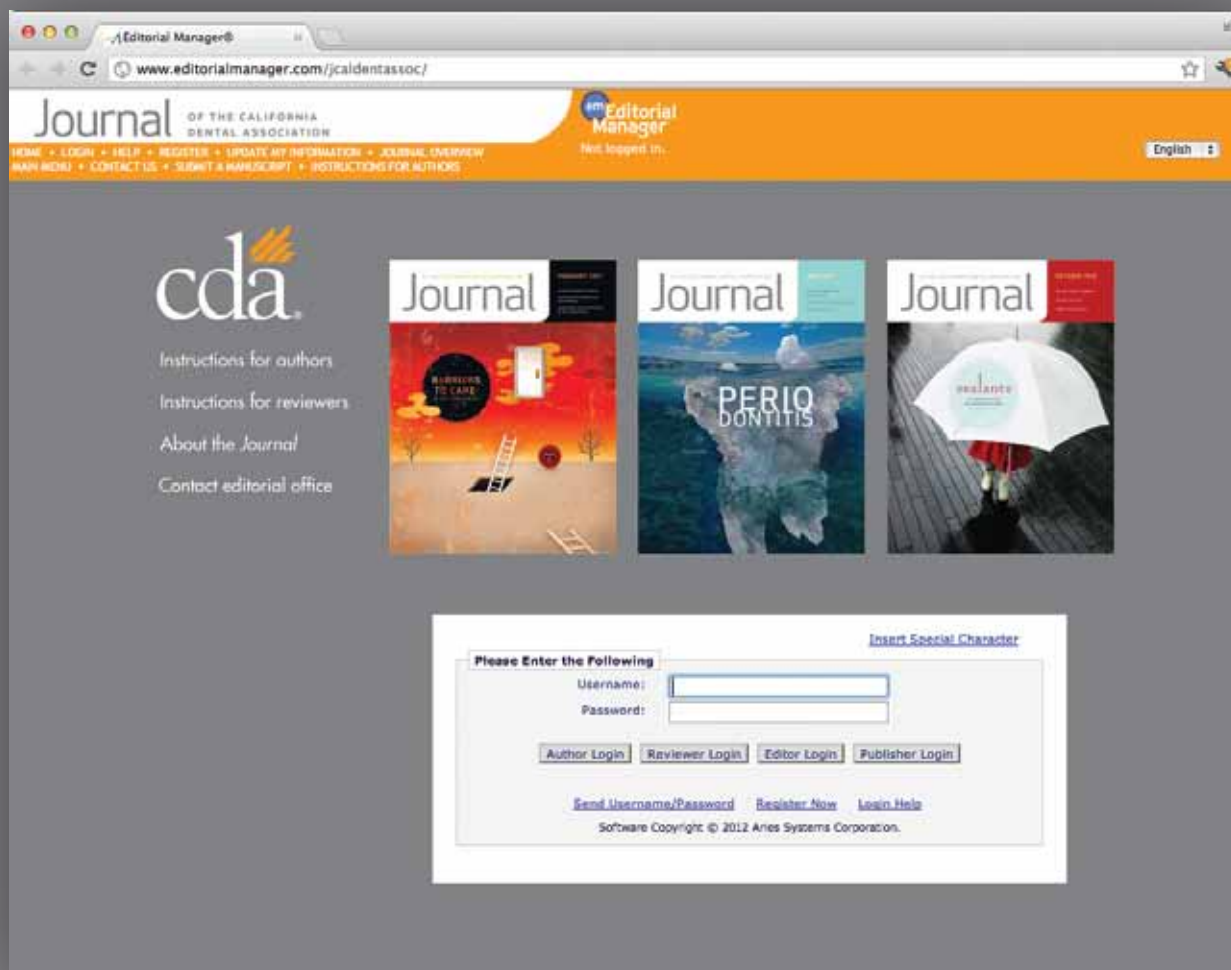 Editorial Manager®
www.editorialmanager.com/jcaldentassoc/
Journal OF THE CALIFORNIA
DENTAL ASSOCIATION
em Editorial
Manager
Not logged in.
HOME • LOGIN • HELP • REGISTER • UPDATE MY INFORMATION • JOURNAL OVERVIEW
MAIN MENU • CONTACT US • SUBMIT A MANUSCRIPT • INSTRUCTIONS FOR AUTHORS
English
cda®
Instructions for authors
Instructions for reviewers
About the Journal
Contact editorial office
Journal
BARRIERS
TO CARE
Journal
PERIO
DONTITIS
Journal
sealants
Insert Special Character
Please Enter the Following
Username:
Password:
Author Login Reviewer Login Editor Login Publisher Login
Send Username/Password Register Now Login Help
Software Copyright © 2012 Aries Systems Corporation.